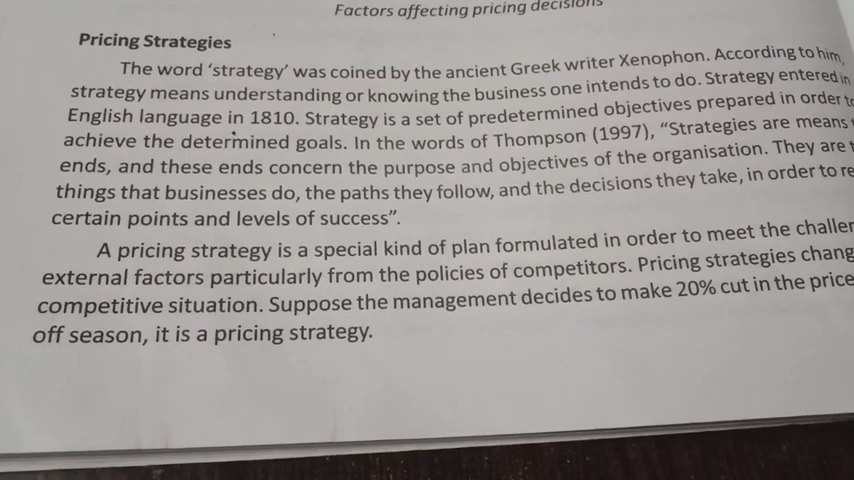 Factors affecting pricing decisions
Pricing Strategies
The word ‘strategy’ was coined by the ancient Greek writer Xenophon. According to him,
strategy means understanding or knowing the business one intends to do. Strategy entered in
English language in 1810. Strategy is a set of predetermined objectives prepared in order to
achieve the determined goals. In the words of Thompson (1997), “Strategies are means
ends, and these ends concern the purpose and objectives of the organisation. They are
things that businesses do, the paths they follow, and the decisions they take, in order to re
certain points and levels of success”.
A pricing strategy is a special kind of plan formulated in order to meet the challen
external factors particularly from the policies of competitors. Pricing strategies chang
competitive situation. Suppose the management decides to make 20% cut in the price
off season, it is a pricing strategy.